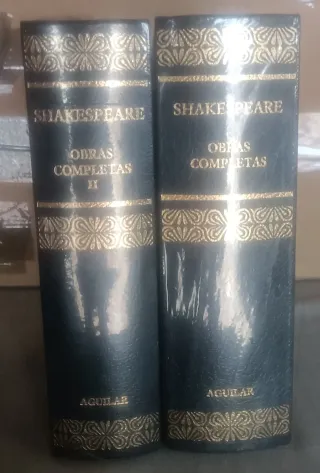 SHAKESPEARE
OBRAS
COMPLETAS
II
AGUILAR
SHAKESPEARE
OBRAS
COMPLETAS
AGUILAR